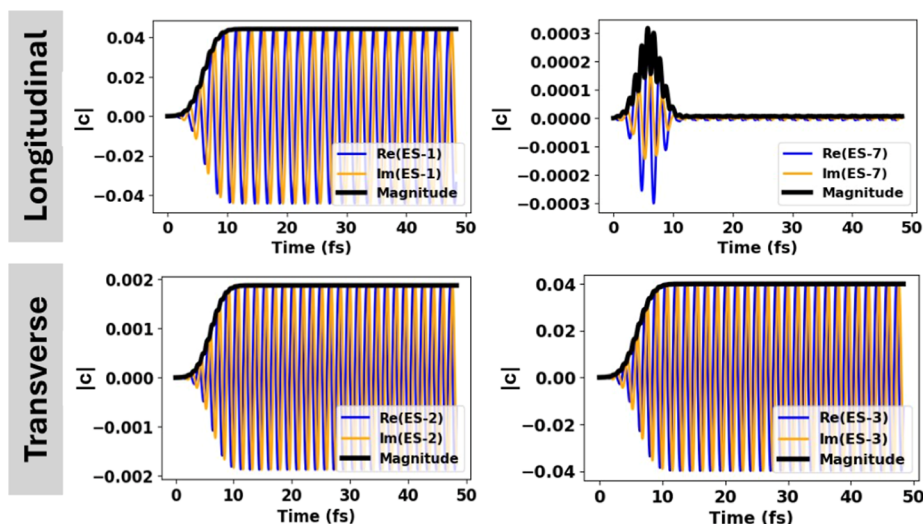 Longitudinal
|c|
0.04
0.02
0.00
−0.02
−0.04
Re(ES-1)
Im(ES-1)
Magnitude
0 10 20 30 40 50
Time (fs)
|c|
0.0003
0.0002
0.0001
0.0000
−0.0001
−0.0002
−0.0003
Re(ES-7)
Im(ES-7)
Magnitude
0 10 20 30 40 50
Time (fs)
Transverse
|c|
0.002
0.001
0.000
−0.001
−0.002
Re(ES-2)
Im(ES-2)
Magnitude
0 10 20 30 40 50
Time (fs)
|c|
0.04
0.02
0.00
−0.02
−0.04
Re(ES-3)
Im(ES-3)
Magnitude
0 10 20 30 40 50
Time (fs)